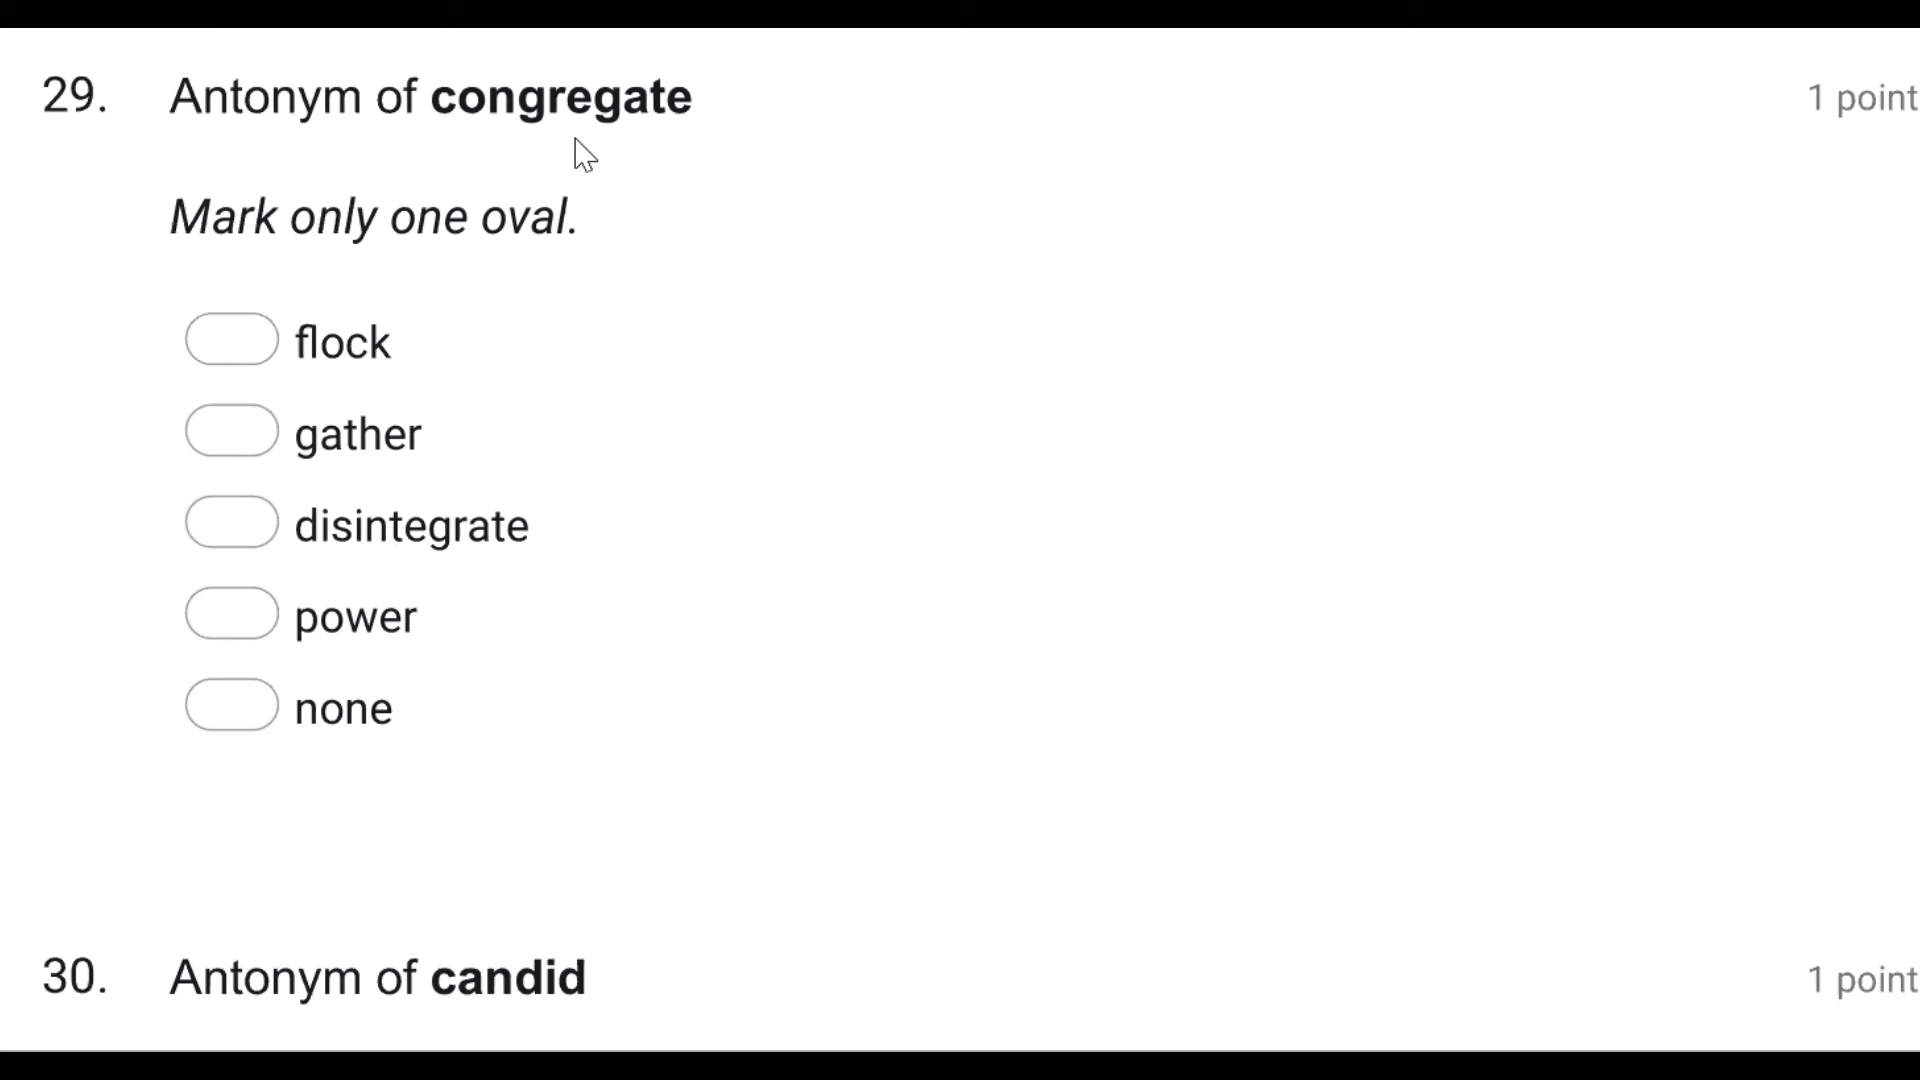 29. Antonym of congregate 1 point
Mark only one oval.
flock
gather
disintegrate
power
none
30. Antonym of candid 1 point